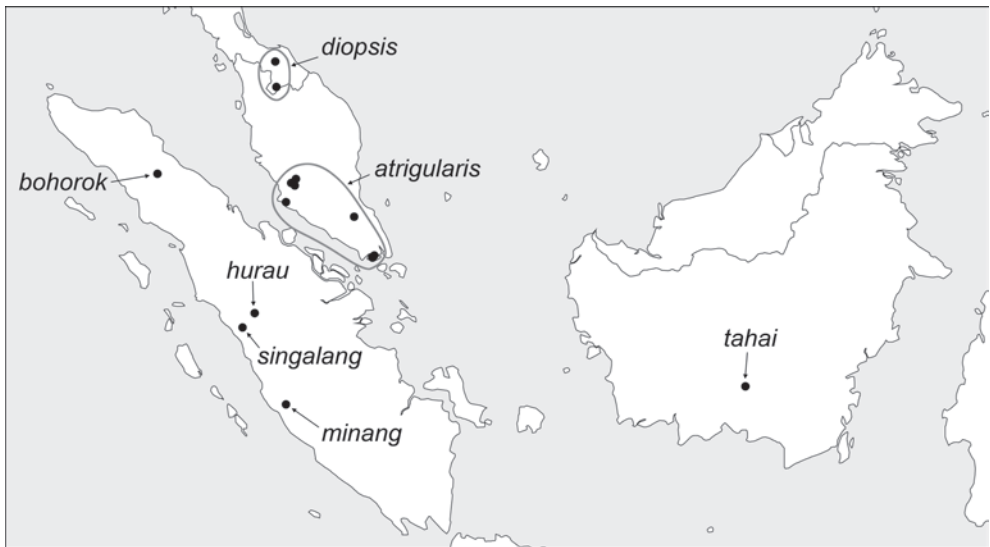 diopsis
atrigularis
bohorok
hurau
singalang
minang
tahai